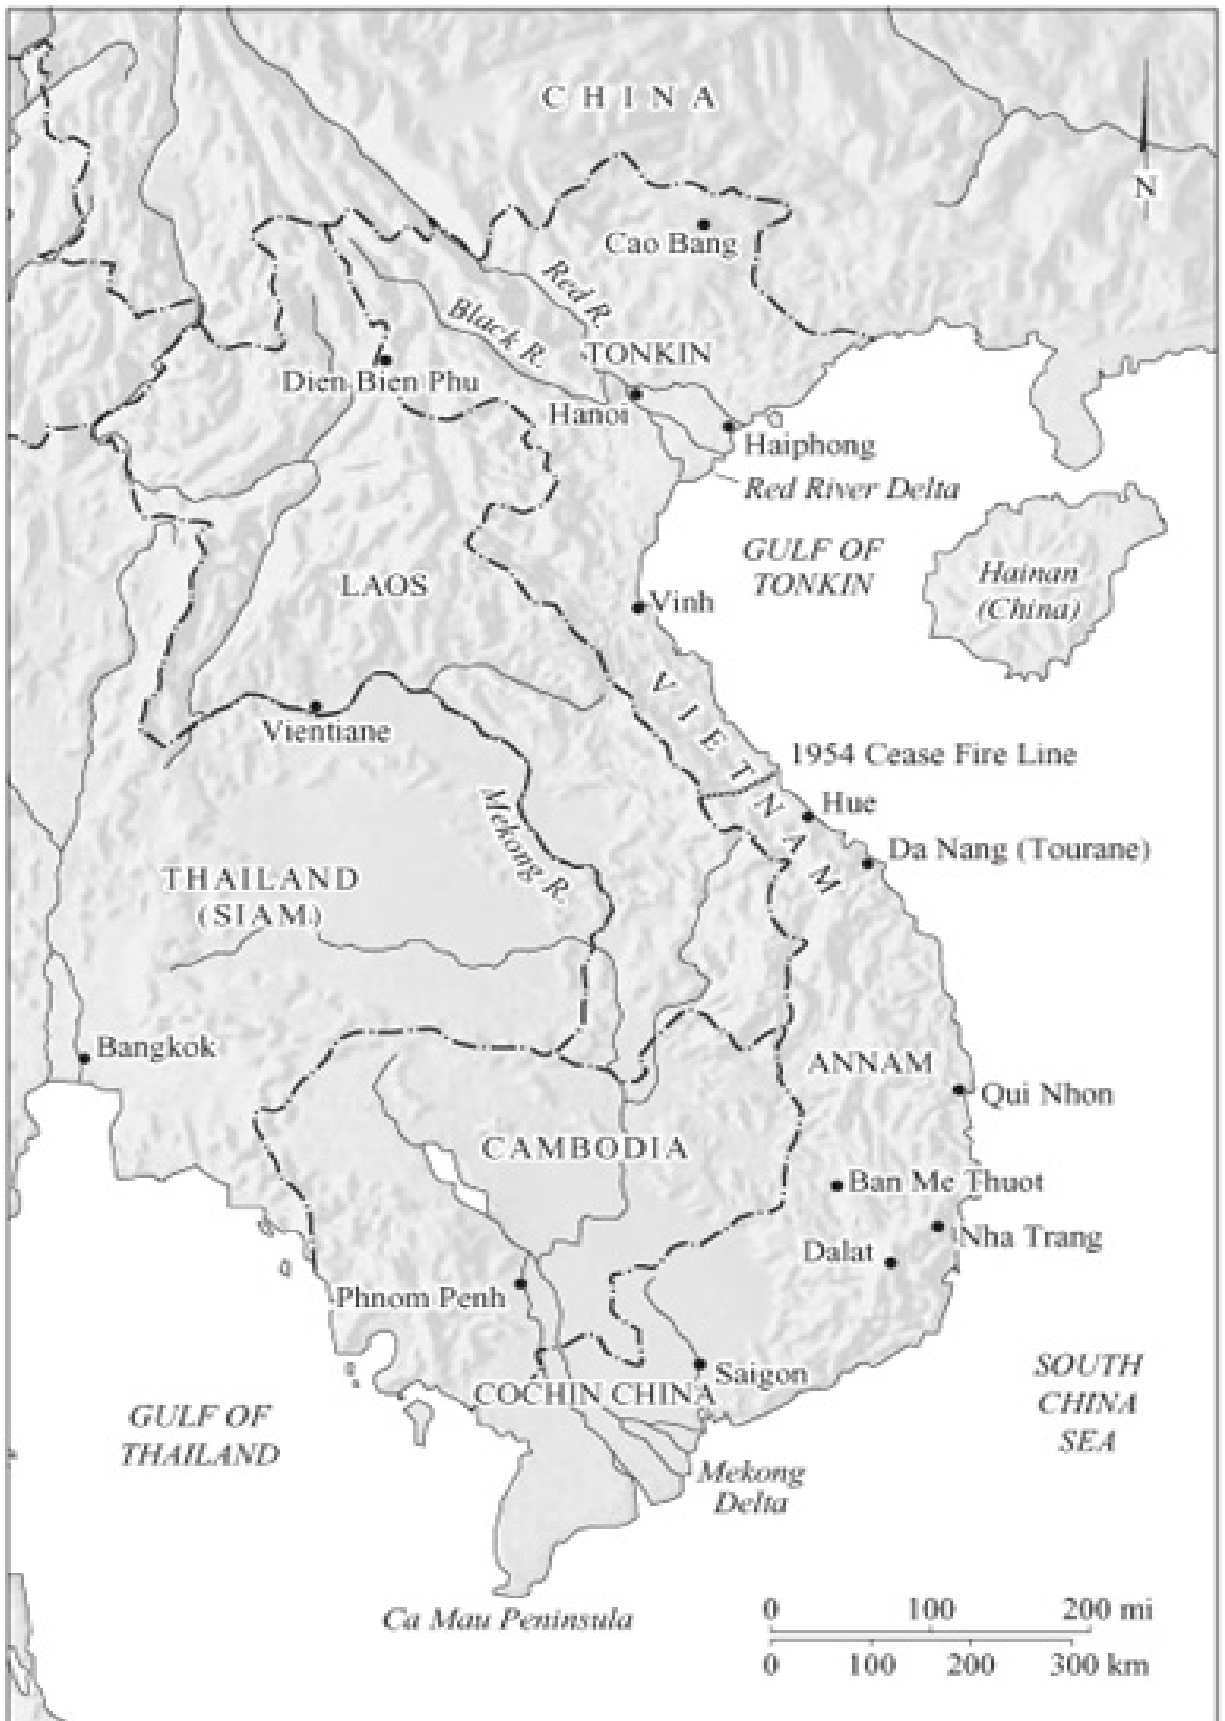 CHINA
N
Cao Bang
Red R.
Black R.
TONKIN
Dien Bien Phu
Hanoi
Haiphong
Red River Delta
GULF OF
TONKIN
Hainan
(China)
LAOS
Vinh
VIETNAM
Vientiane
1954 Cease Fire Line
Hue
Mekong R.
Da Nang (Tourane)
THAILAND
(SIAM)
Bangkok
ANNAM
Qui Nhon
CAMBODIA
Ban Me Thuot
Nha Trang
Dalat
Phnom Penh
Saigon
COCHIN CHINA
SOUTH
CHINA
SEA
GULF OF
THAILAND
Mekong
Delta
Ca Mau Peninsula
0 100 200 mi
0 100 200 300 km